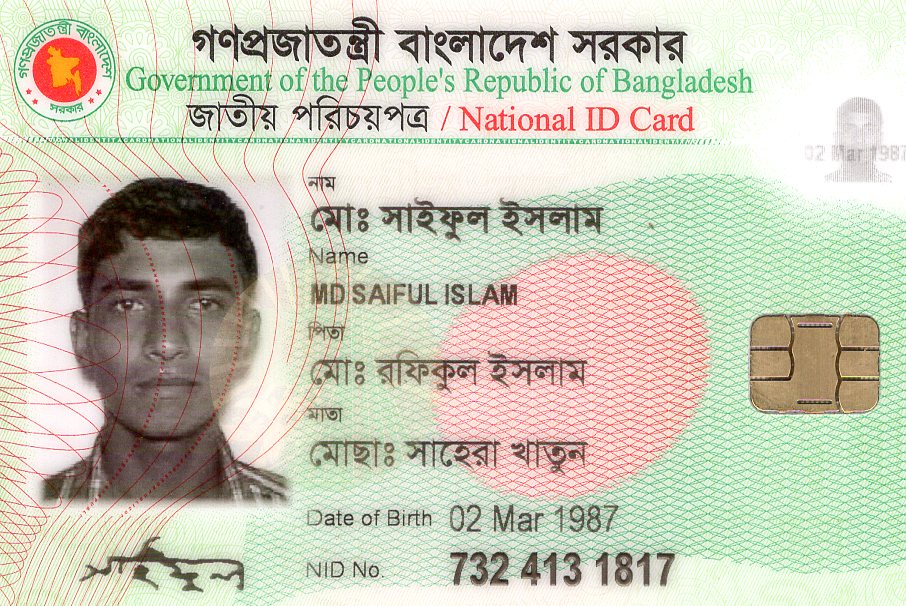 গণপ্রজাতন্ত্রী বাংলাদেশ সরকার
গণপ্রজাতন্ত্রী বাংলাদেশ
সরকার
Government of the People's Republic of Bangladesh
জাতীয় পরিচয়পত্র / National ID Card
NATIONALIDENTITYCARDNATIONALIDENTITYCARDNATIONALIDENTITYCARDNATIONALIDENT
02 Mar 1987
নাম
মোঃ সাইফুল ইসলাম
Name
MD SAIFUL ISLAM
পিতা
মোঃ রফিকুল ইসলাম
মাতা
মোছাঃ সাহেরা খাতুন
Date of Birth 02 Mar 1987
সাইফুল
NID No. 732 413 1817